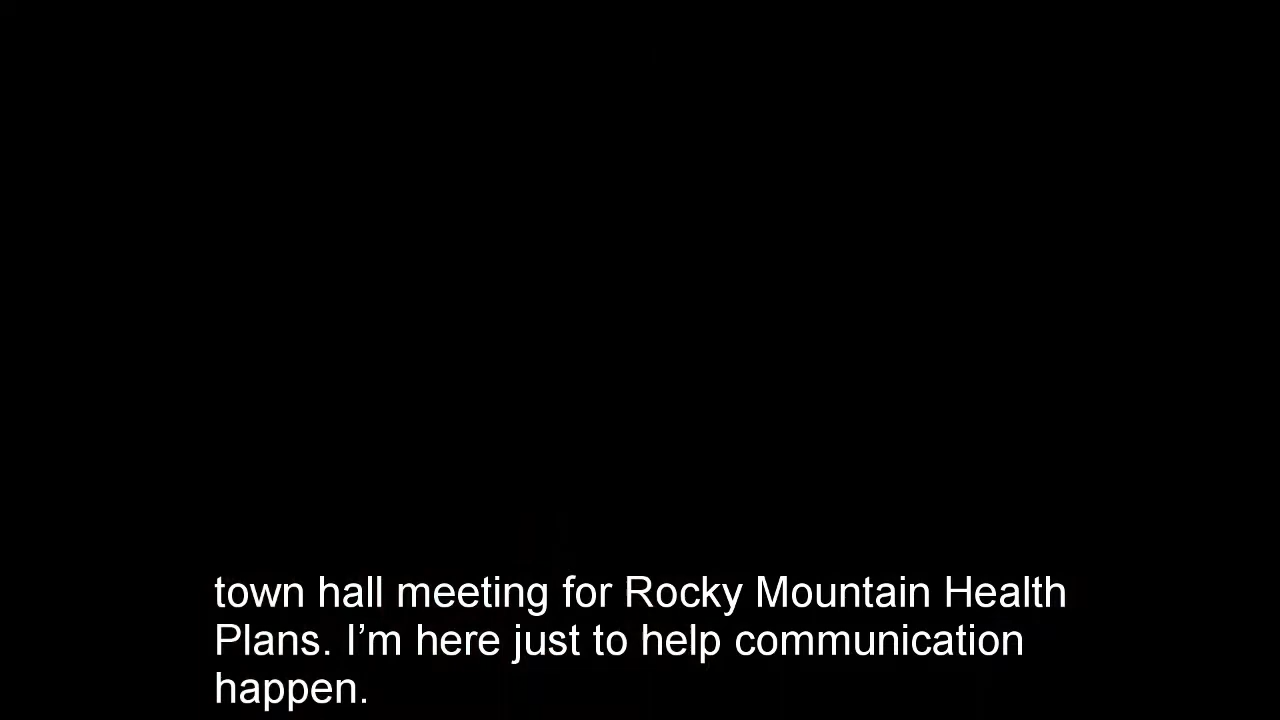 town hall meeting for Rocky Mountain Health
Plans. I’m here just to help communication
happen.